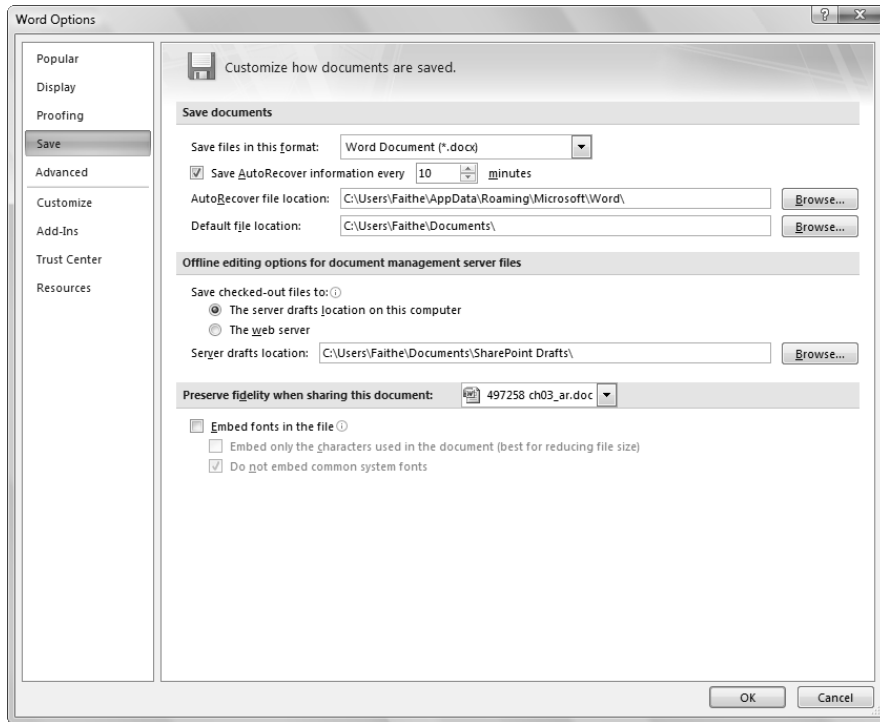 Word Options
Popular
Display
Proofing
Save
Advanced
Customize
Add-Ins
Trust Center
Resources
Customize how documents are saved.
Save documents
Save files in this format: Word Document (*.docx)
Save AutoRecover information every 10 minutes
AutoRecover file location: C:\Users\Faithe\AppData\Roaming\Microsoft\Word\ Browse...
Default file location: C:\Users\Faithe\Documents\ Browse...
Offline editing options for document management server files
Save checked-out files to:
The server drafts location on this computer
The web server
Server drafts location: C:\Users\Faithe\Documents\SharePoint Drafts\ Browse...
Preserve fidelity when sharing this document: 497258 ch03_ar.doc
Embed fonts in the file
Embed only the characters used in the document (best for reducing file size)
Do not embed common system fonts
OK Cancel